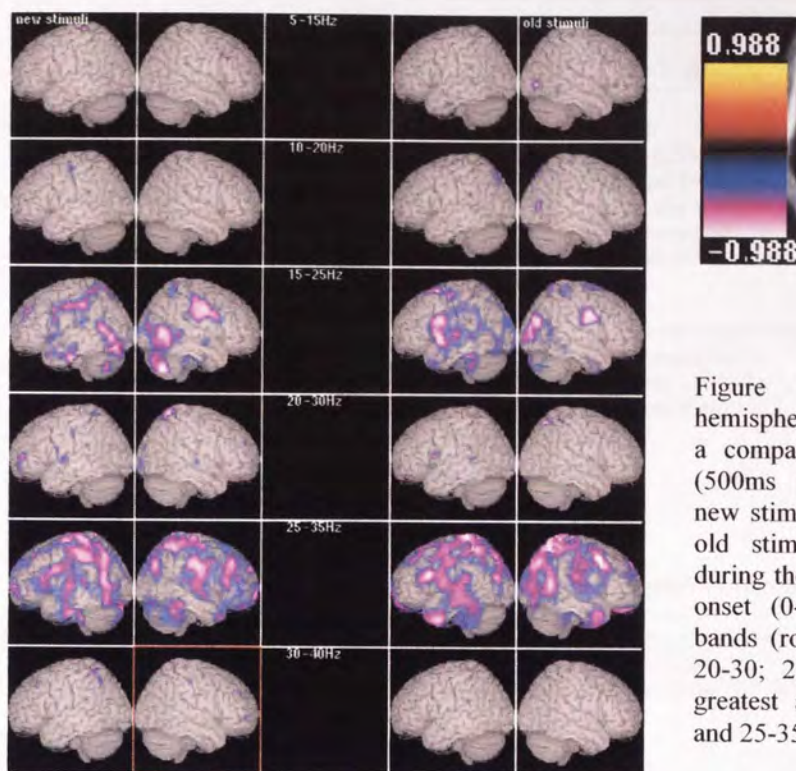 new stimuli
5-15Hz
old stimuli
10-20Hz
15-25Hz
20-30Hz
25-35Hz
30-40Hz
0.988
-0.988
Figure
hemisphe
a compa
(500ms
new stim
old stim
during the
onset (0-
bands (ro
20-30; 2
greatest
and 25-35